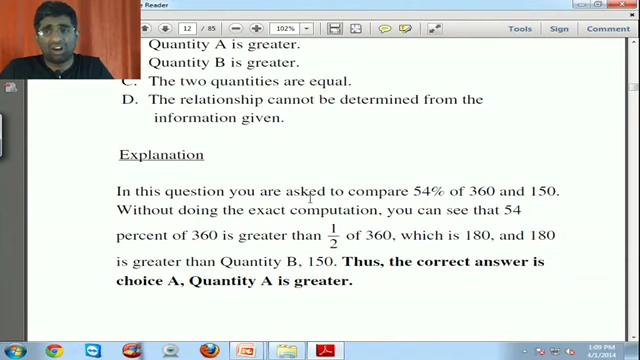 e Reader
12 / 85
102%
Tools
Sign
Comment
Quantity A is greater.
Quantity B is greater.
C. The two quantities are equal.
D. The relationship cannot be determined from the
information given.
Explanation
In this question you are asked to compare 54% of 360 and 150.
Without doing the exact computation, you can see that 54
percent of 360 is greater than 1/2 of 360, which is 180, and 180
is greater than Quantity B, 150. Thus, the correct answer is
choice A, Quantity A is greater.
1:09 PM
4/1/2014